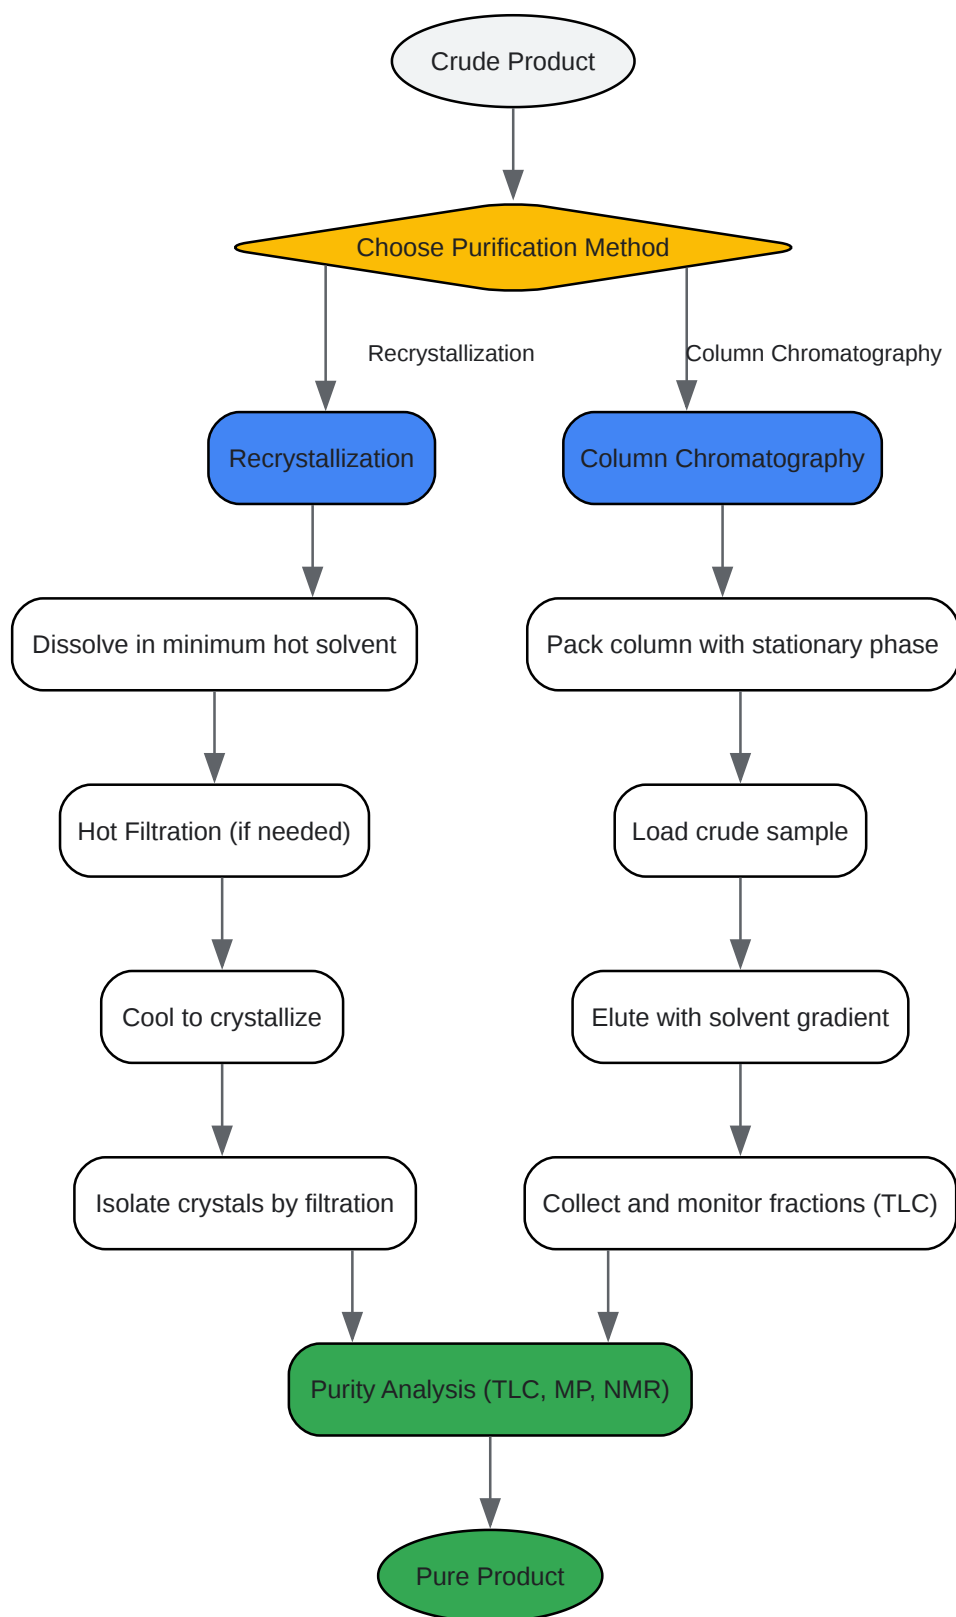 Crude Product
Choose Purification Method
Recrystallization
Column Chromatography
Recrystallization
Column Chromatography
Dissolve in minimum hot solvent
Pack column with stationary phase
Hot Filtration (if needed)
Load crude sample
Cool to crystallize
Elute with solvent gradient
Isolate crystals by filtration
Collect and monitor fractions (TLC)
Purity Analysis (TLC, MP, NMR)
Pure Product